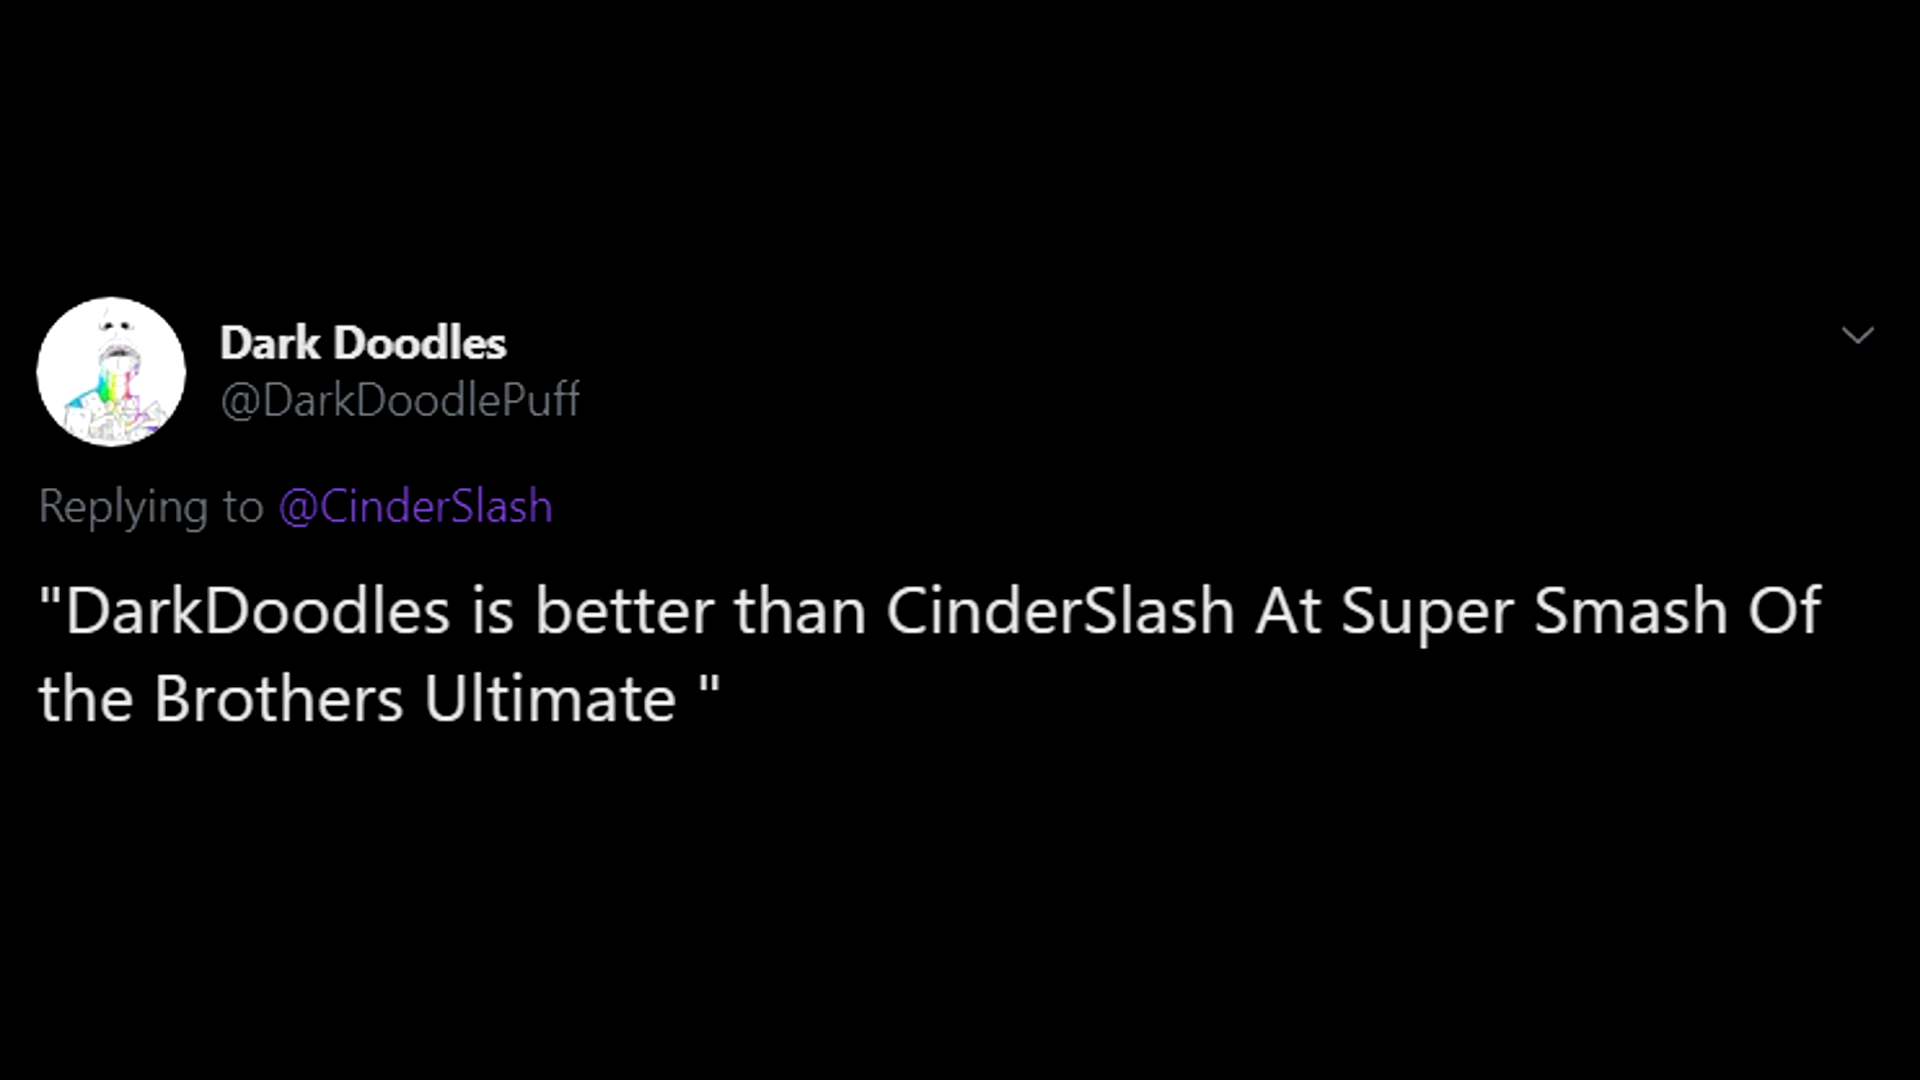 Dark Doodles
@DarkDoodlePuff
Replying to @CinderSlash
"DarkDoodles is better than CinderSlash At Super Smash Of
the Brothers Ultimate "